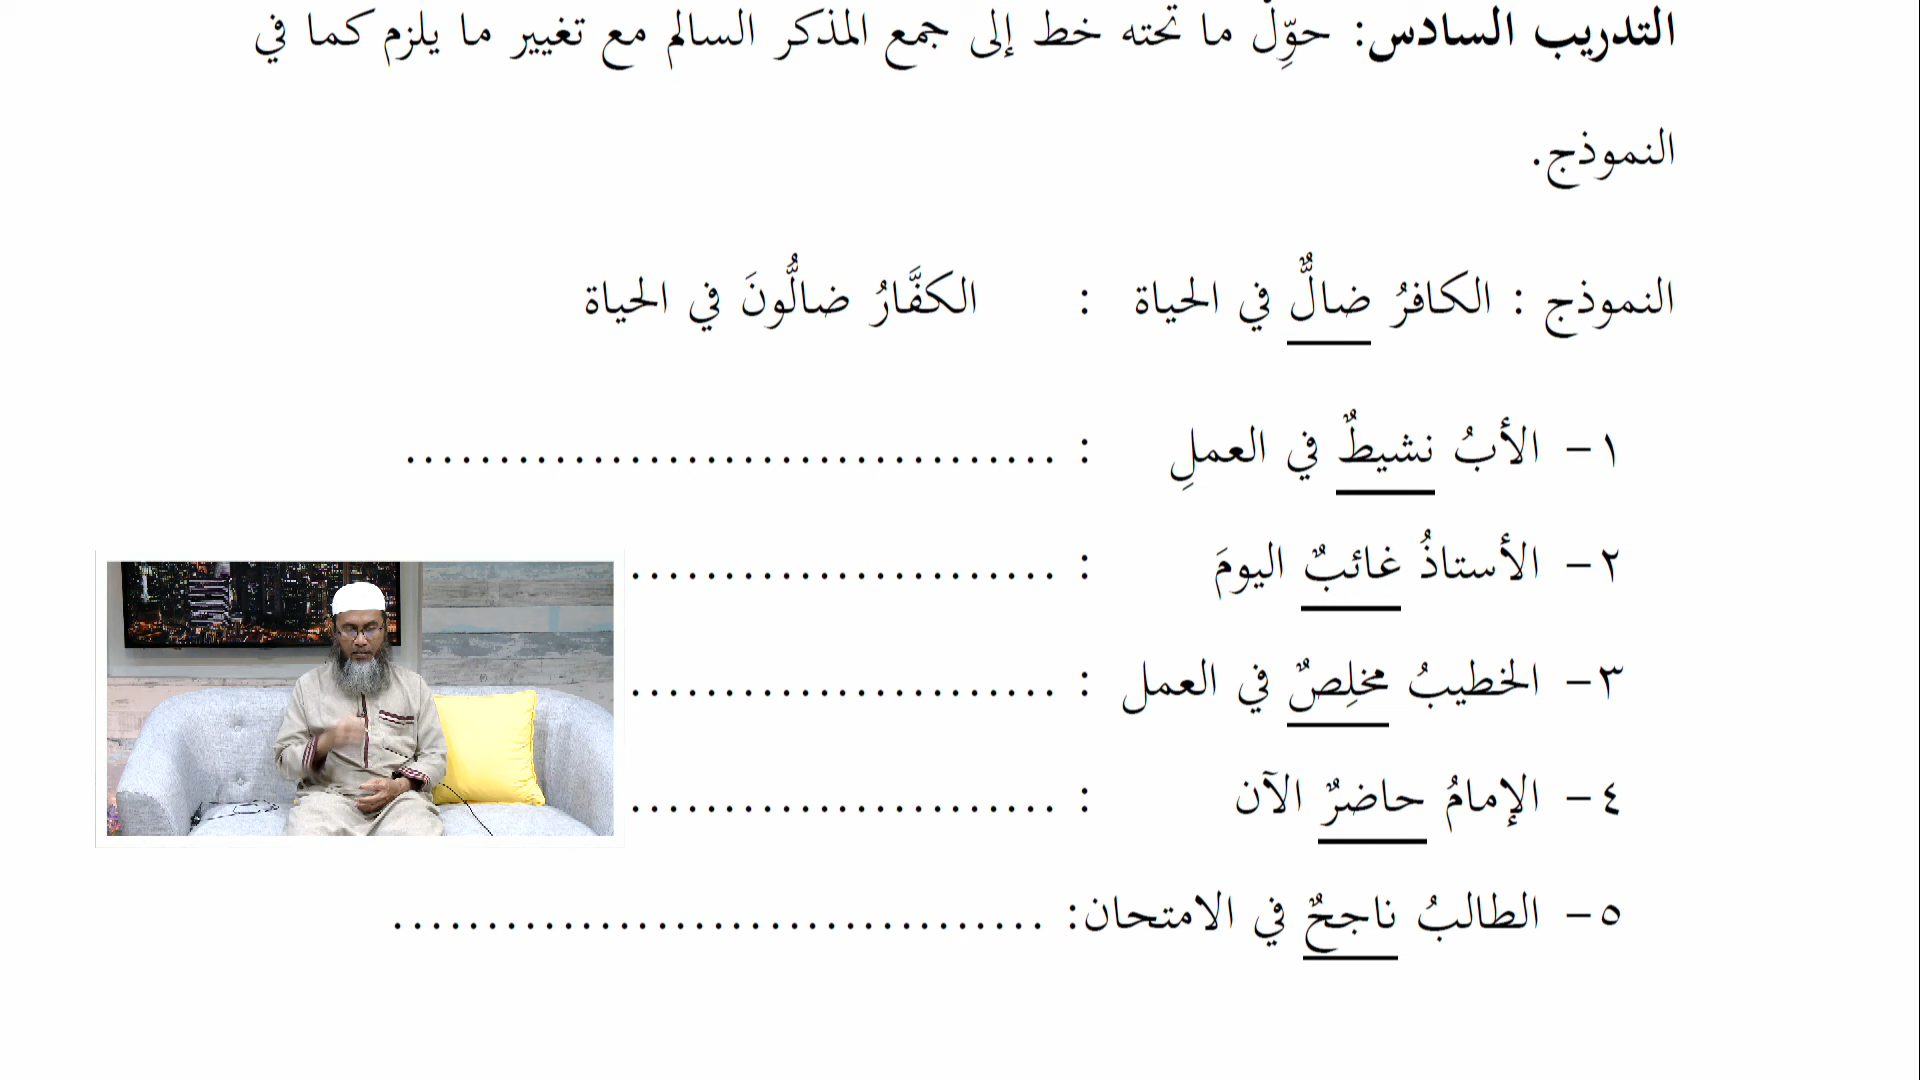 التدريب السادس: حوِّلْ ما تحته خط إلى جمع المذكر السالم مع تغيير ما يلزم كما في
النموذج.
النموذج : الكافرُ ضالٌّ في الحياة : الكفَّارُ ضالُّونَ في الحياة
١- الأبُ نشيطٌ في العملِ : ...................................
٢- الأستاذُ غائبٌ اليومَ : .......................
٣- الخطيبُ مخلِصٌ في العمل : .......................
٤- الإمامُ حاضرٌ الآن : .......................
٥- الطالبُ ناجحٌ في الامتحان: ...................................